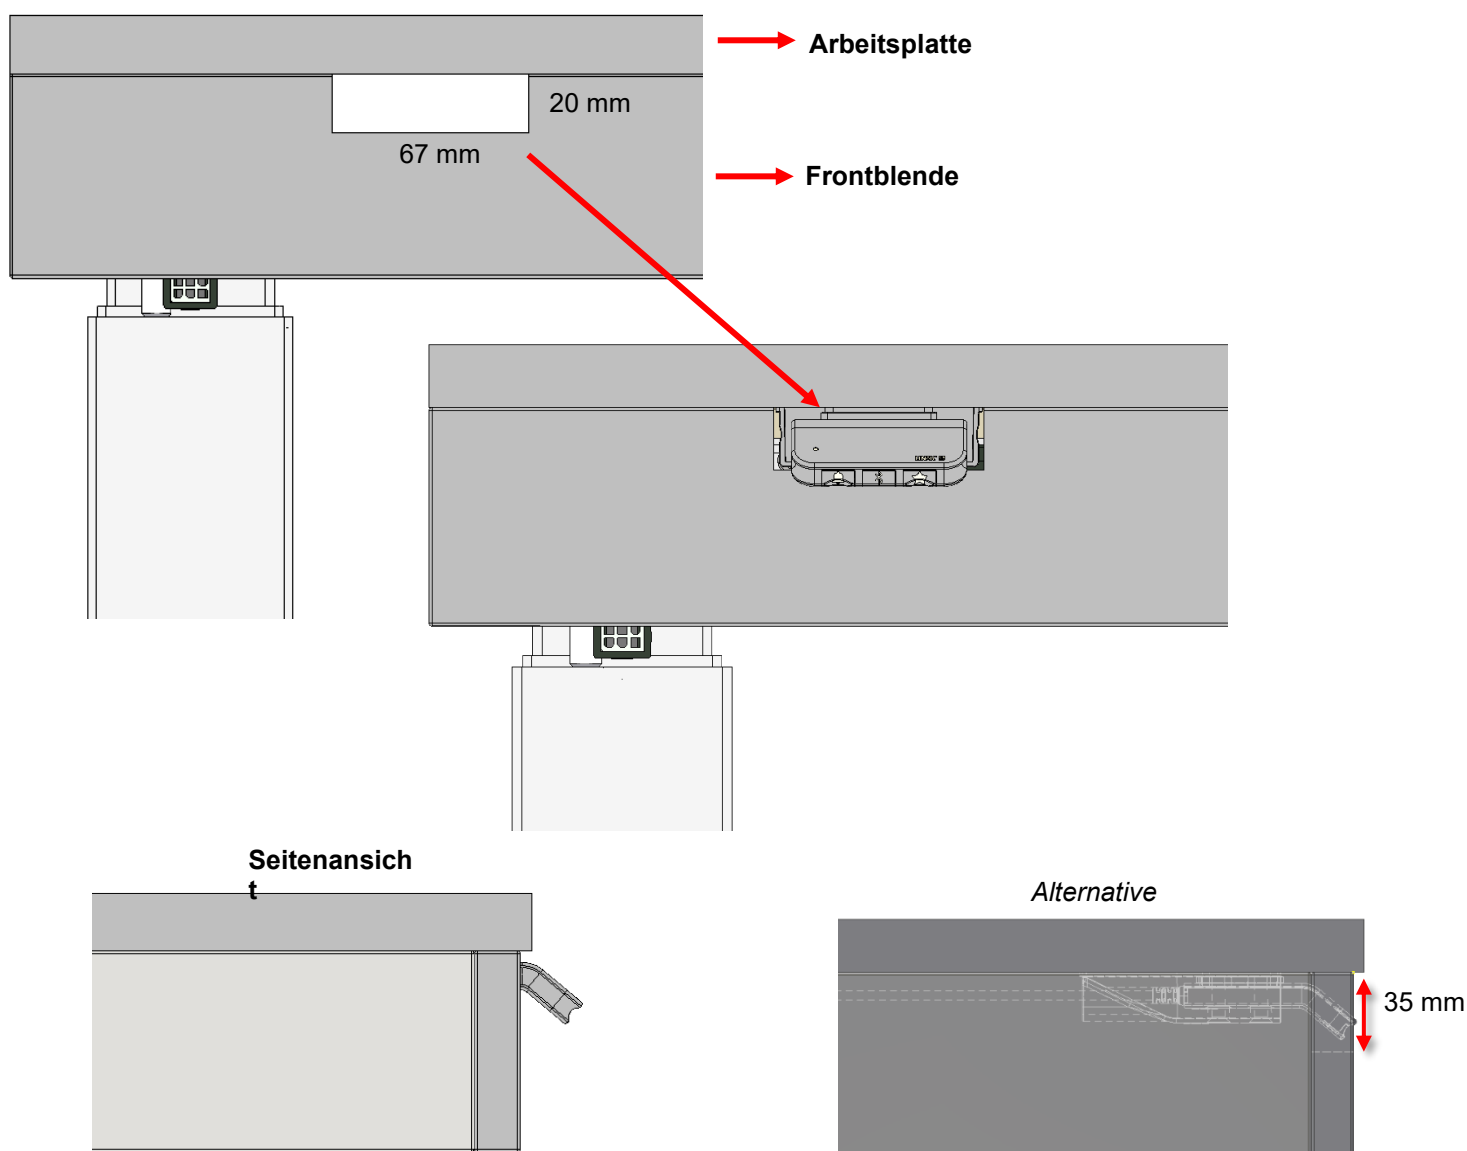 Arbeitsplatte
20 mm
67 mm
Frontblende
Seitenansich
t
Alternative
35 mm